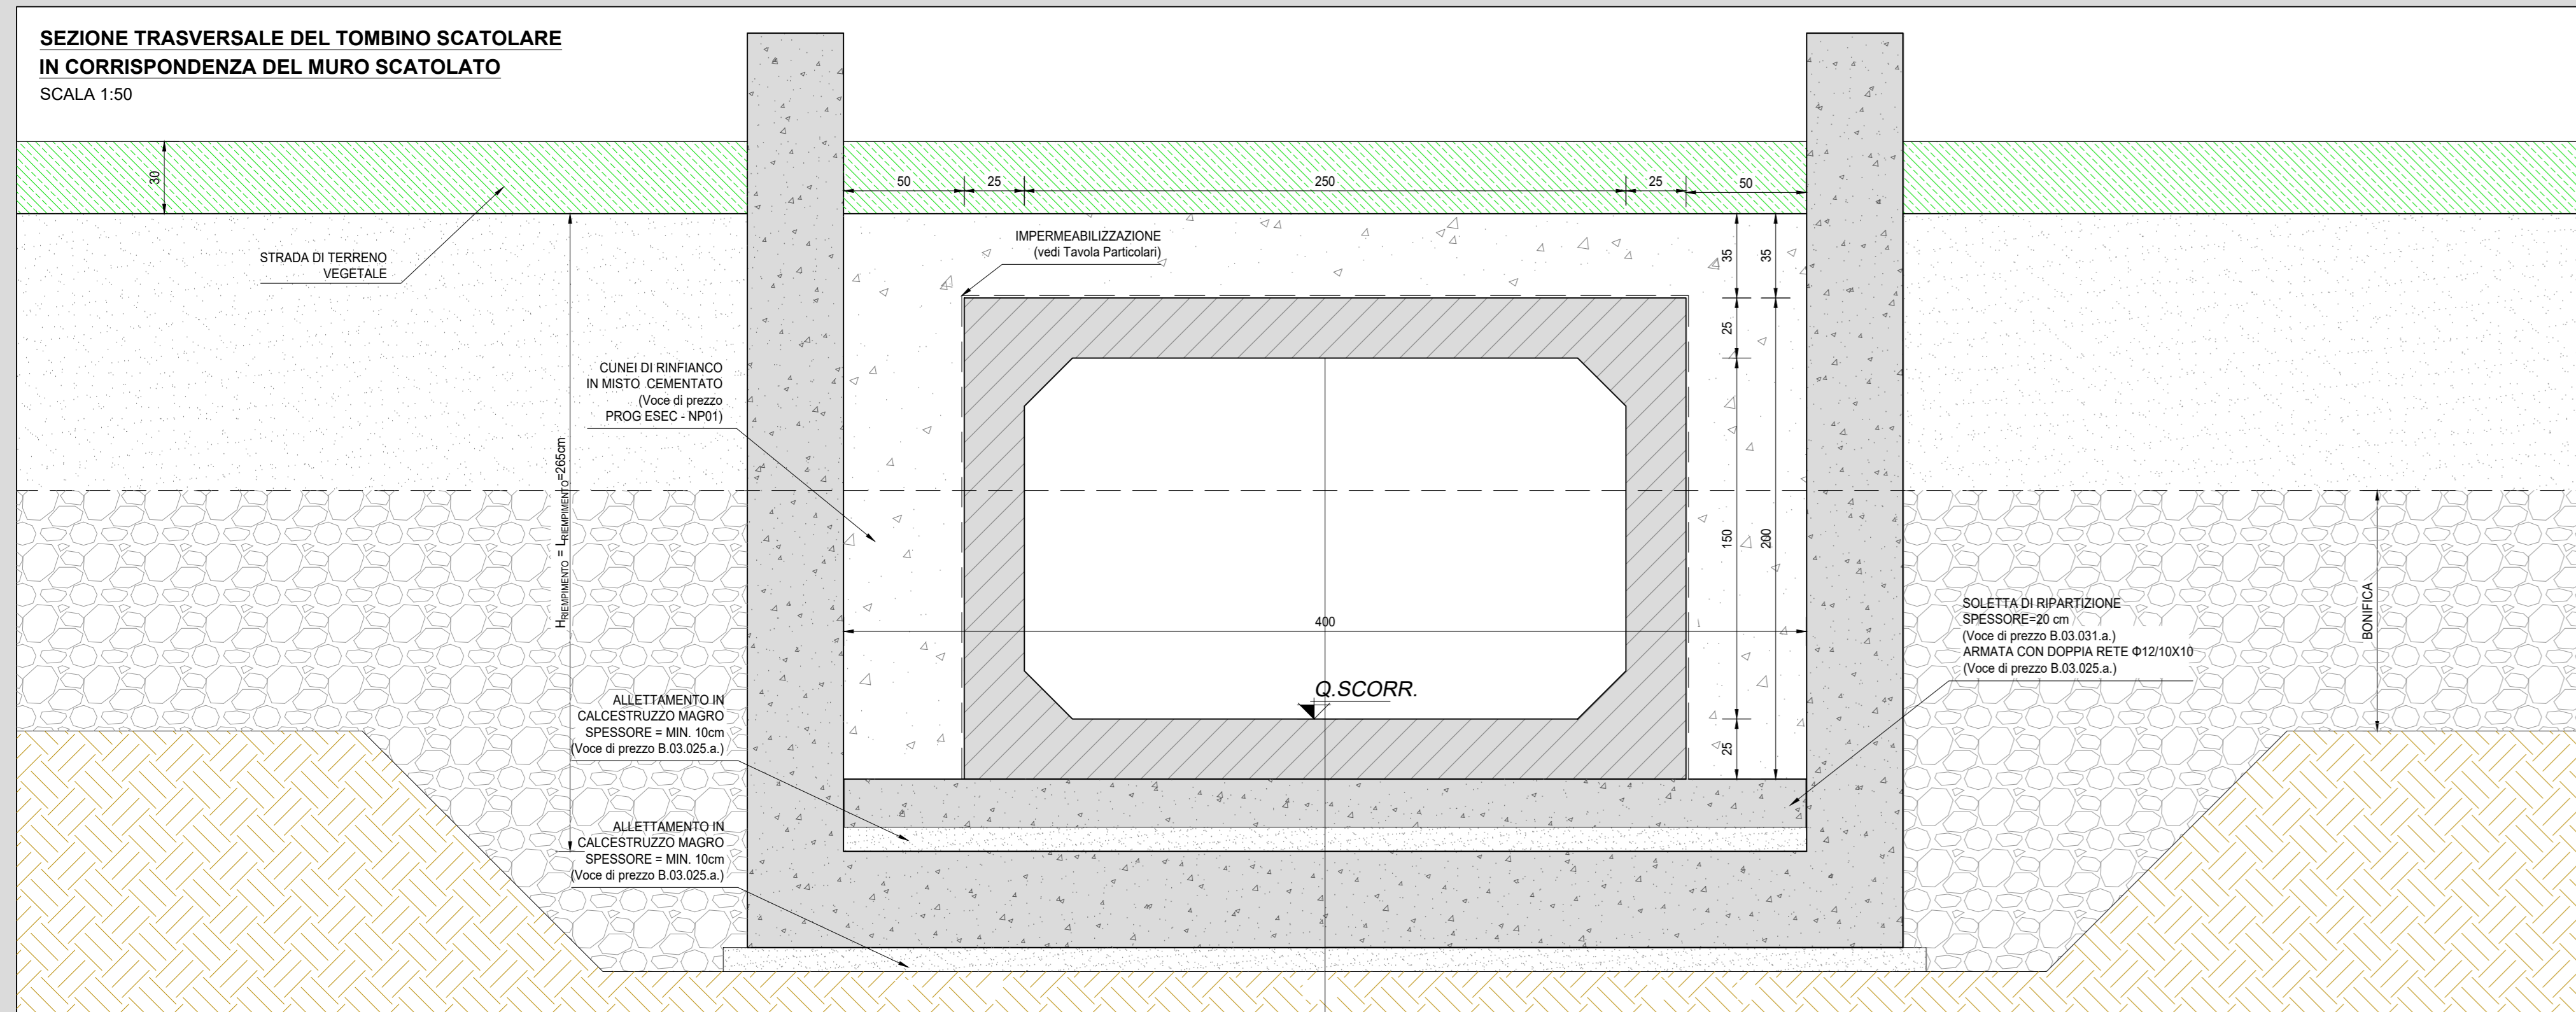 SEZIONE TRASVERSALE DEL TOMBINO SCATOLARE
IN CORRISPONDENZA DEL MURO SCATOLATO
SCALA 1:50
30
50
25
250
25
50
STRADA DI TERRENO
VEGETALE
IMPERMEABILIZZAZIONE
(vedi Tavola Particolari)
35
35
25
CUNEI DI RINFIANCO
IN MISTO CEMENTATO
(Voce di prezzo
PROG ESEC - NP01)
HRIEMPIMENTO = LRIEMPIMENTO=265cm
150
200
400
BONIFICA
SOLETTA DI RIPARTIZIONE
SPESSORE=20 cm
(Voce di prezzo B.03.031.a.)
ARMATA CON DOPPIA RETE Φ12/10X10
(Voce di prezzo B.03.025.a.)
Q.SCORR.
25
ALLETTAMENTO IN
CALCESTRUZZO MAGRO
SPESSORE = MIN. 10cm
(Voce di prezzo B.03.025.a.)
ALLETTAMENTO IN
CALCESTRUZZO MAGRO
SPESSORE = MIN. 10cm
(Voce di prezzo B.03.025.a.)